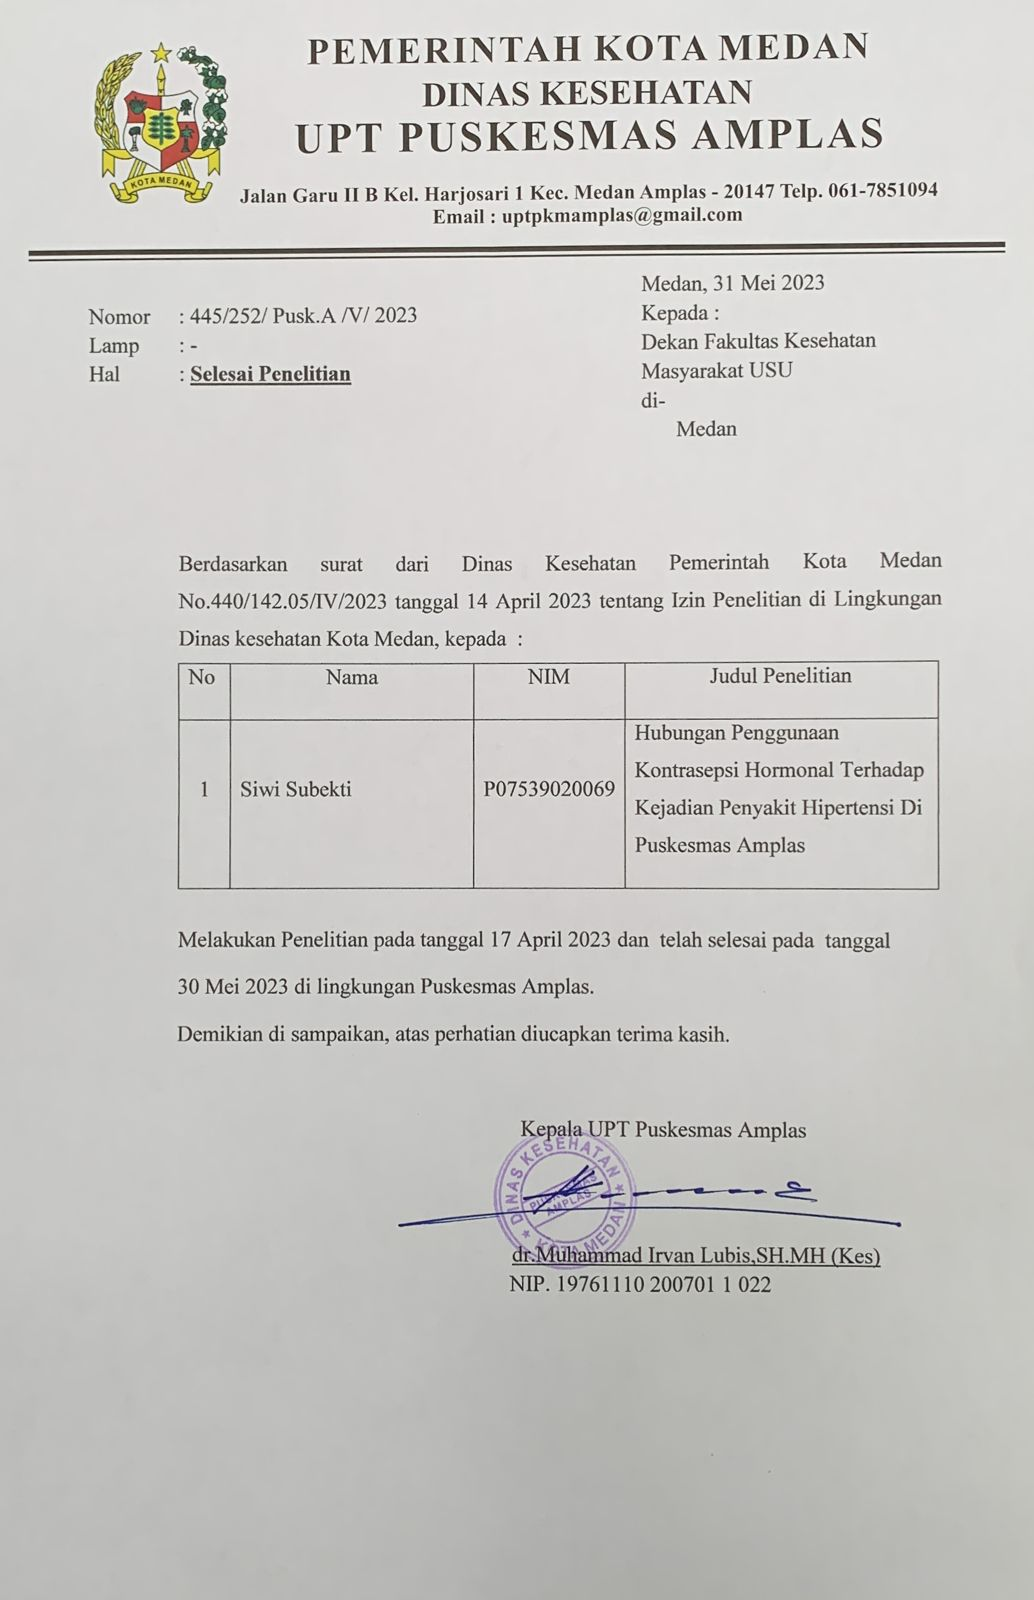 PEMERINTAH KOTA MEDAN
DINAS KESEHATAN
UPT PUSKESMAS AMPLAS
KOTA MEDAN
Jalan Garu II B Kel. Harjosari 1 Kec. Medan Amplas - 20147 Telp. 061-7851094
Email : uptpkmamplas@gmail.com
Medan, 31 Mei 2023
Nomor : 445/252/ Pusk.A /V/ 2023
Kepada :
Lamp : -
Dekan Fakultas Kesehatan
Hal : Selesai Penelitian
Masyarakat USU
di-
Medan
Berdasarkan surat dari Dinas Kesehatan Pemerintah Kota Medan
No.440/142.05/IV/2023 tanggal 14 April 2023 tentang Izin Penelitian di Lingkungan
Dinas kesehatan Kota Medan, kepada :
No Nama NIM Judul Penelitian
1 Siwi Subekti P07539020069 Hubungan Penggunaan
Kontrasepsi Hormonal Terhadap
Kejadian Penyakit Hipertensi Di
Puskesmas Amplas
Melakukan Penelitian pada tanggal 17 April 2023 dan telah selesai pada tanggal
30 Mei 2023 di lingkungan Puskesmas Amplas.
Demikian di sampaikan, atas perhatian diucapkan terima kasih.
Kepala UPT Puskesmas Amplas
DINAS KESEHATAN
PUSKESMAS
AMPLAS
KOTA MEDAN
dr.Muhammad Irvan Lubis,SH.MH (Kes)
NIP. 19761110 200701 1 022